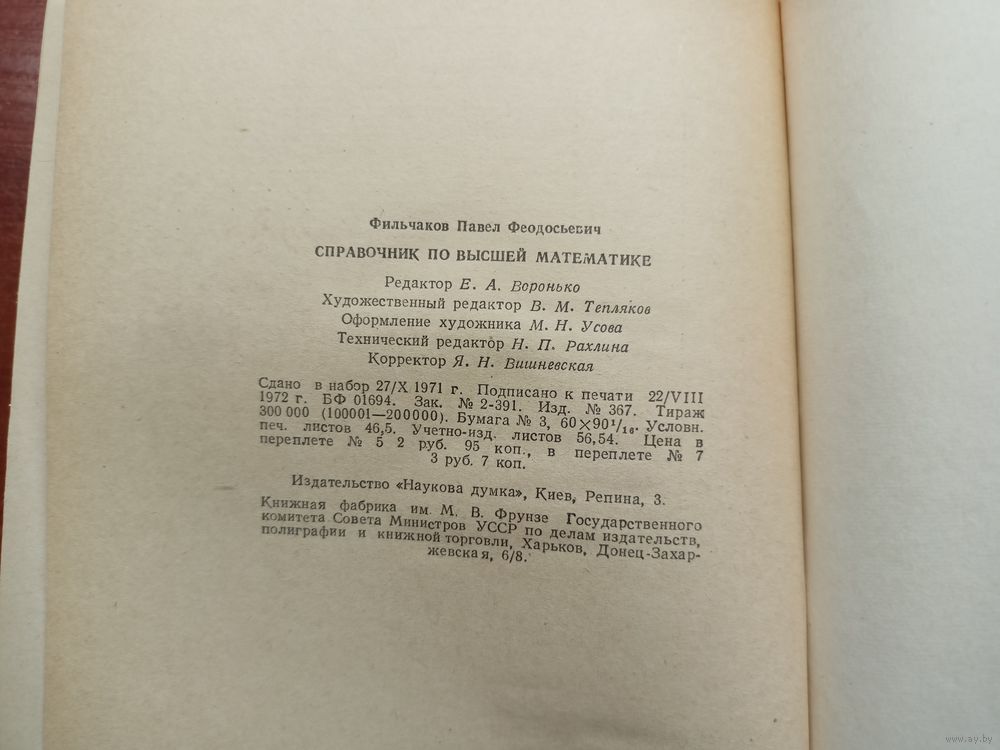 Фильчаков Павел Феодосьевич
СПРАВОЧНИК ПО ВЫСШЕЙ МАТЕМАТИКЕ
Редактор Е. А. Воронько
Художественный редактор В. М. Тепляков
Оформление художника М. Н. Усова
Технический редактор Н. П. Рахлина
Корректор Я. Н. Вишневская
Сдано в набор 27/X 1971 г. Подписано к печати 22/VIII
1972 г. БФ 01694. Зак. № 2-391. Изд. № 367. Тираж
300 000 (100001—200000). Бумага № 3, 60×90¹/₁₆. Условн.
печ. листов 46,5. Учетно-изд. листов 56,54. Цена в
переплете № 5 2 руб. 95 коп., в переплете № 7
3 руб. 7 коп.
Издательство «Наукова думка», Киев, Репина, 3.
Книжная фабрика им. М. В. Фрунзе Государственного
комитета Совета Министров УССР по делам издательств,
полиграфии и книжной торговли, Харьков, Донец-Захар-
жевская, 6/8.
www.ay.by